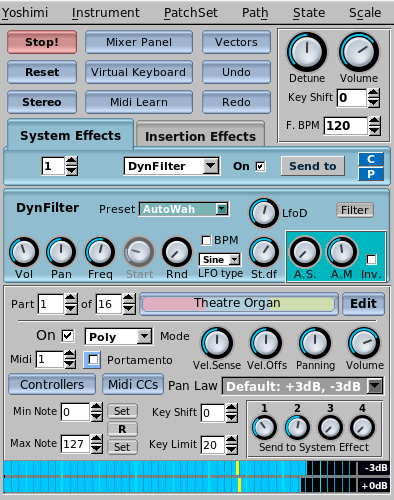 Yoshimi Instrument PatchSet Path State Scale
Stop! Mixer Panel Vectors
Reset Virtual Keyboard Undo
Stereo Midi Learn Redo
Detune Volume
Key Shift 0
F. BPM 120
System Effects Insertion Effects
1 DynFilter On Send to C
P
DynFilter Preset AutoWah LfoD Filter
BPM
Sine
Vol Pan Freq Start Rnd LFO type St.df A.S. A.M Inv.
Part 1 of 16 Theatre Organ Edit
On Poly Mode
Midi 1 Portamento
Vel.Sense Vel.Offs Panning Volume
Controllers Midi CCs Pan Law Default: +3dB, -3dB
Min Note 0 Set Key Shift 0
R
Max Note 127 Set Key Limit 20
1 2 3 4
Send to System Effect
-3dB
+0dB